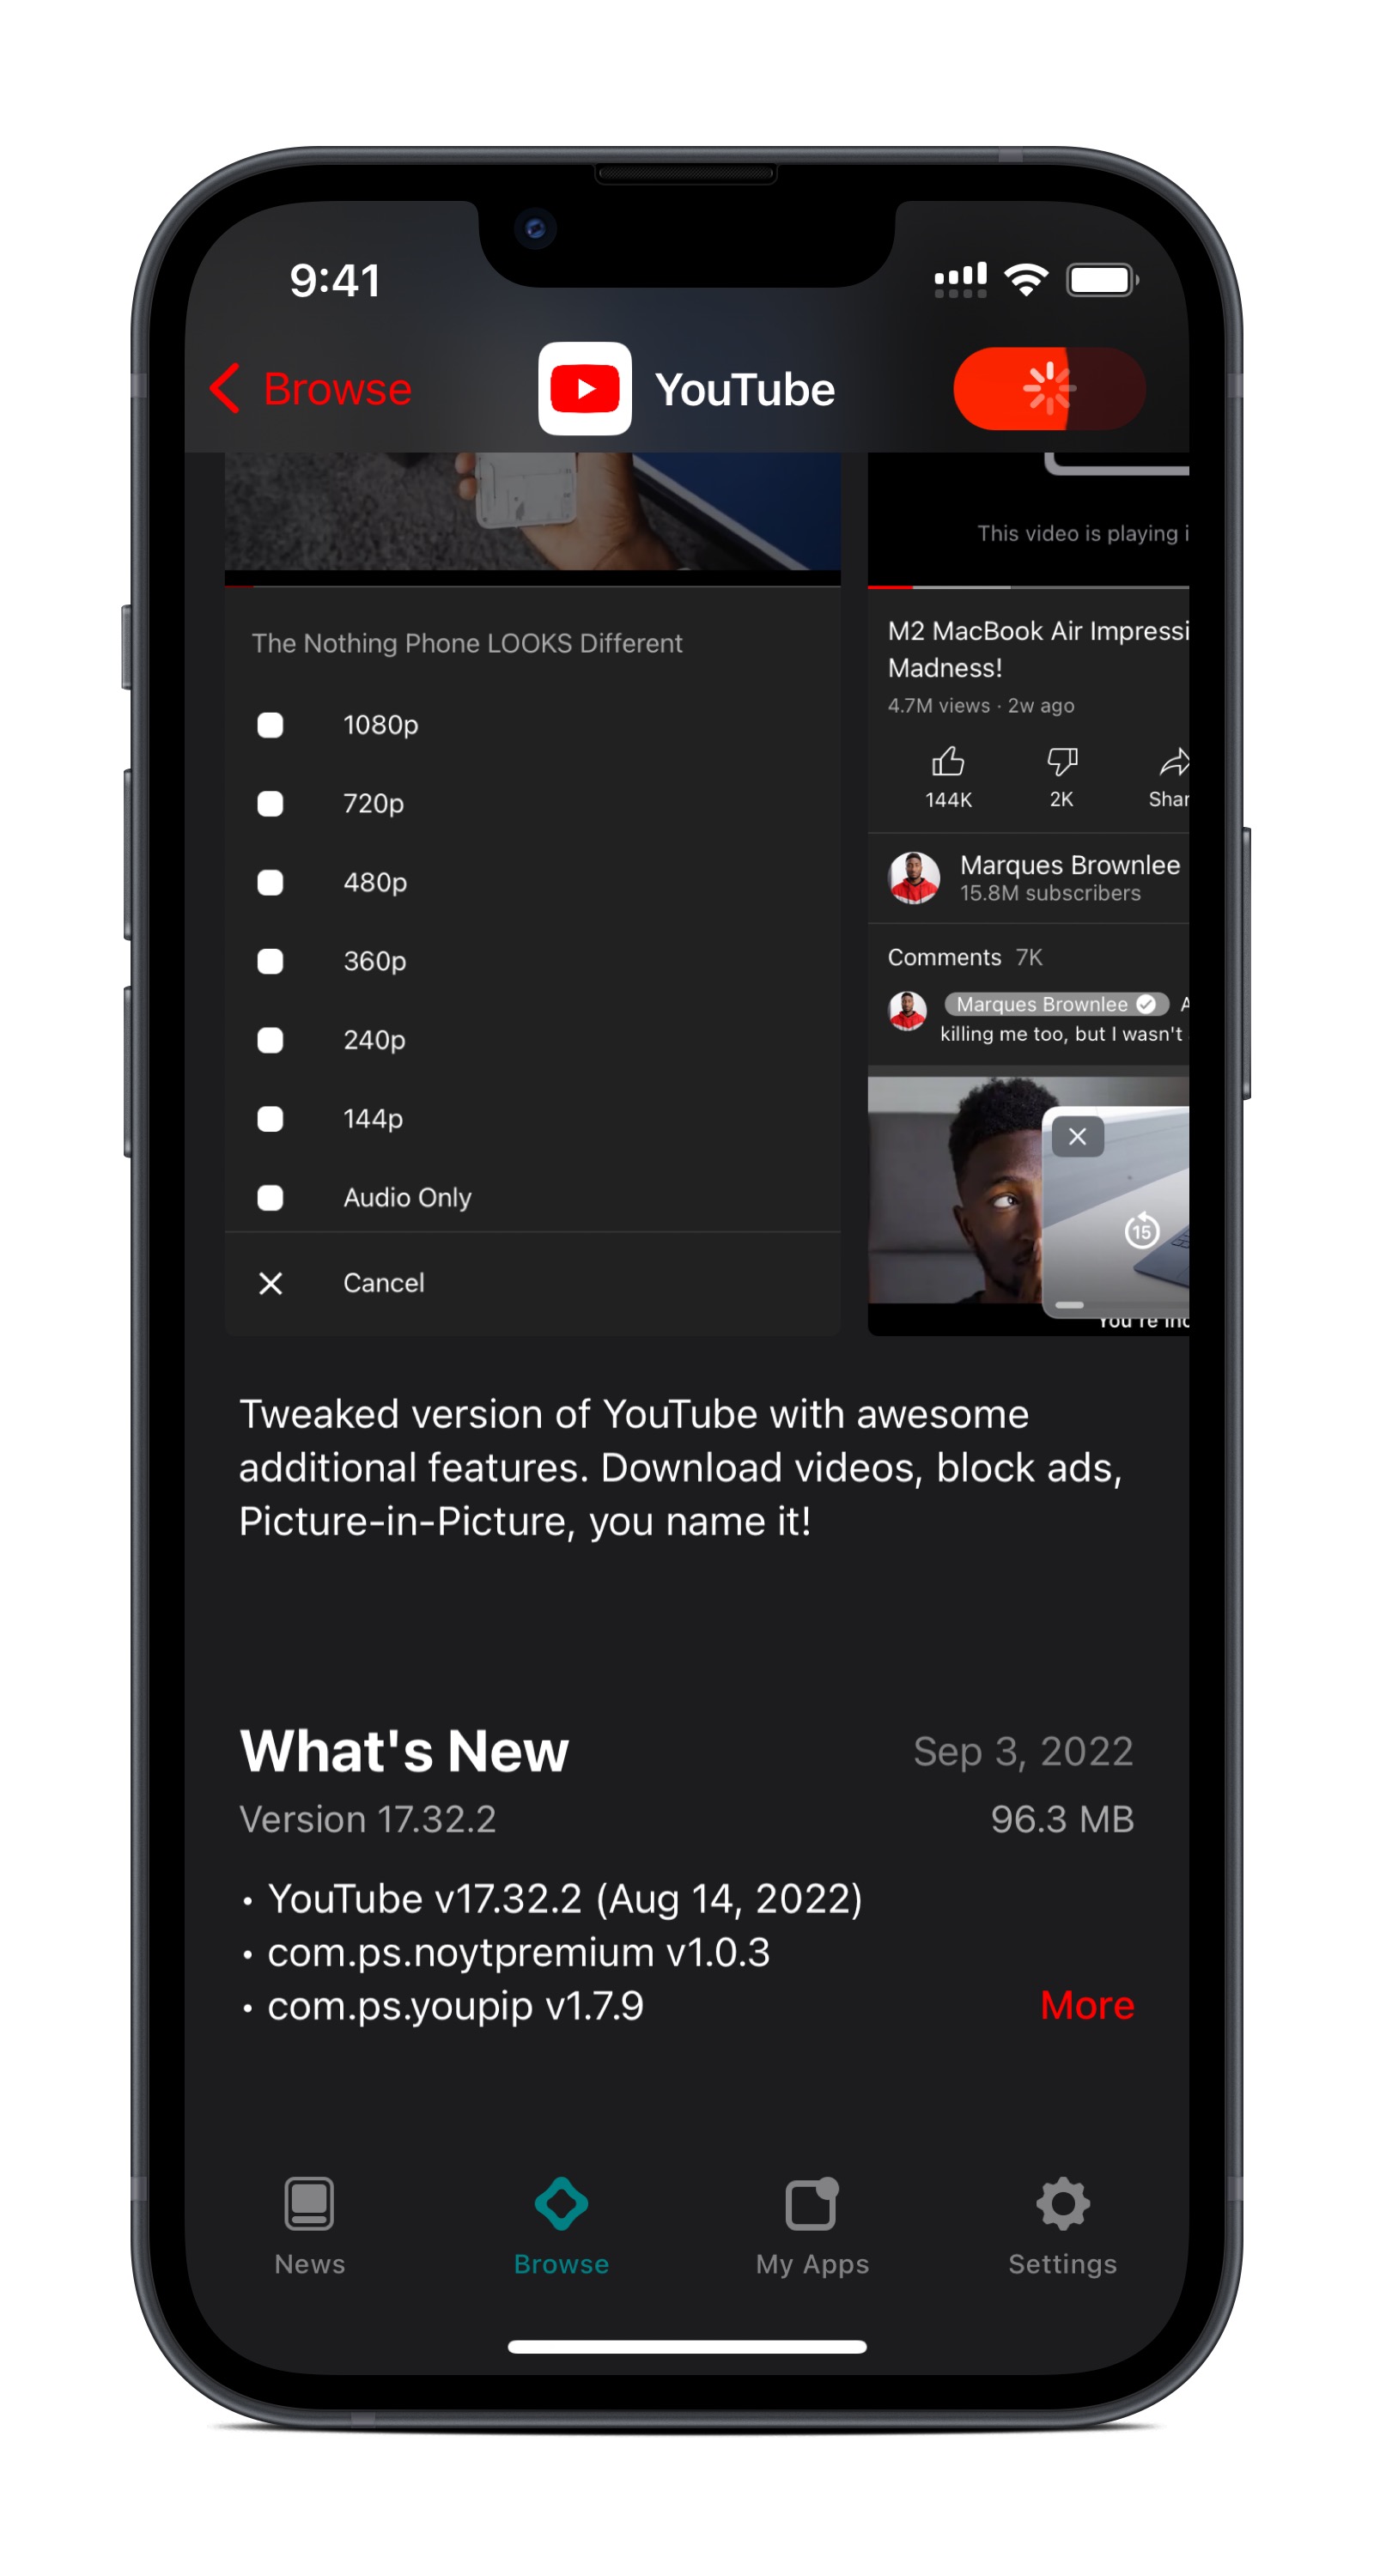 9:41
Browse
YouTube
The Nothing Phone LOOKS Different
1080p
720p
480p
360p
240p
144p
Audio Only
Cancel
This video is playing i
M2 MacBook Air Impressi
Madness!
4.7M views · 2w ago
144K 2K Shar
Marques Brownlee
15.8M subscribers
Comments 7K
Marques Brownlee A
killing me too, but I wasn't
15
You're inc
Tweaked version of YouTube with awesome
additional features. Download videos, block ads,
Picture-in-Picture, you name it!
What's New Sep 3, 2022
Version 17.32.2 96.3 MB
• YouTube v17.32.2 (Aug 14, 2022)
• com.ps.noytpremium v1.0.3
• com.ps.youpip v1.7.9 More
News Browse My Apps Settings